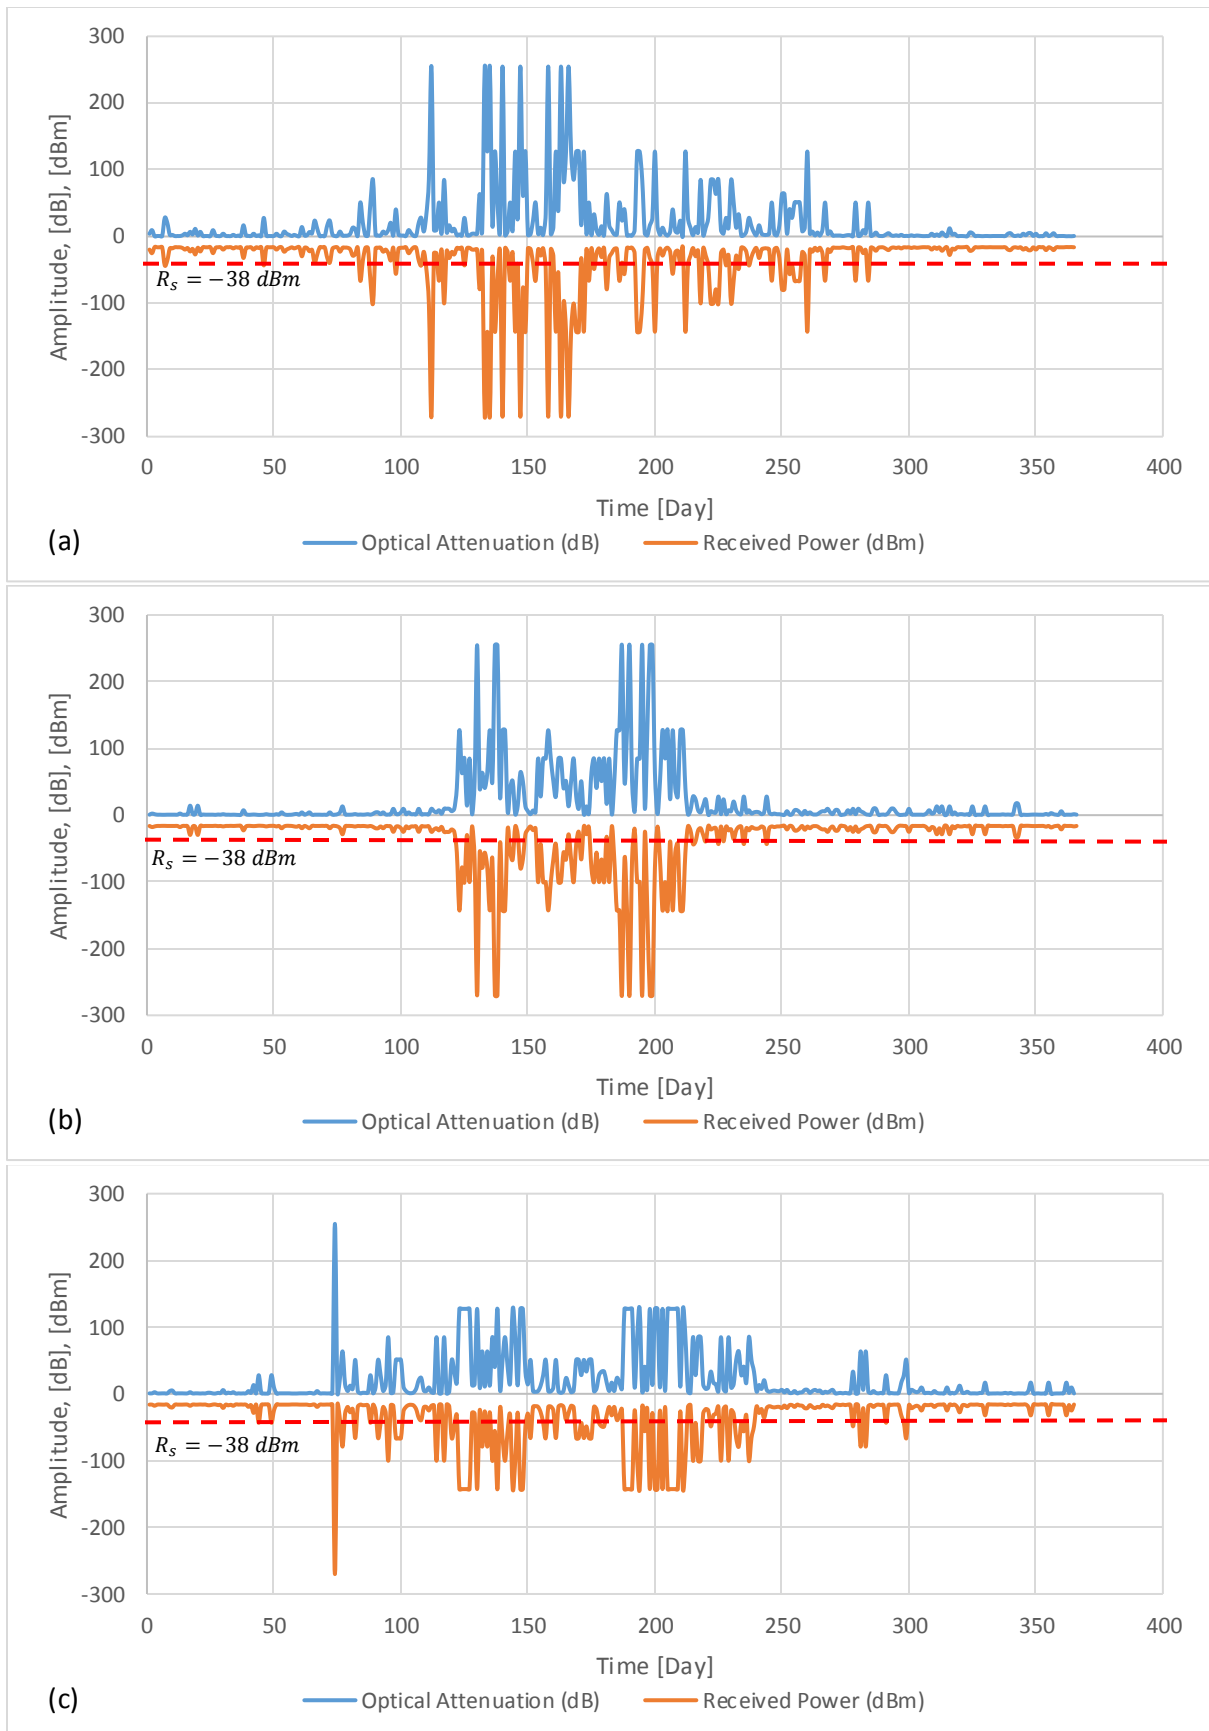 300
200
100
0
-100
-200
-300
Amplitude, [dB], [dBm]
R_s = −38 dBm
0 50 100 150 200 250 300 350 400
Time [Day]
(a)
Optical Attenuation (dB) Received Power (dBm)
300
200
100
0
-100
-200
-300
Amplitude, [dB], [dBm]
R_s = −38 dBm
0 50 100 150 200 250 300 350 400
Time [Day]
(b)
Optical Attenuation (dB) Received Power (dBm)
300
200
100
0
-100
-200
-300
Amplitude, [dB], [dBm]
R_s = −38 dBm
0 50 100 150 200 250 300 350 400
Time [Day]
(c)
Optical Attenuation (dB) Received Power (dBm)